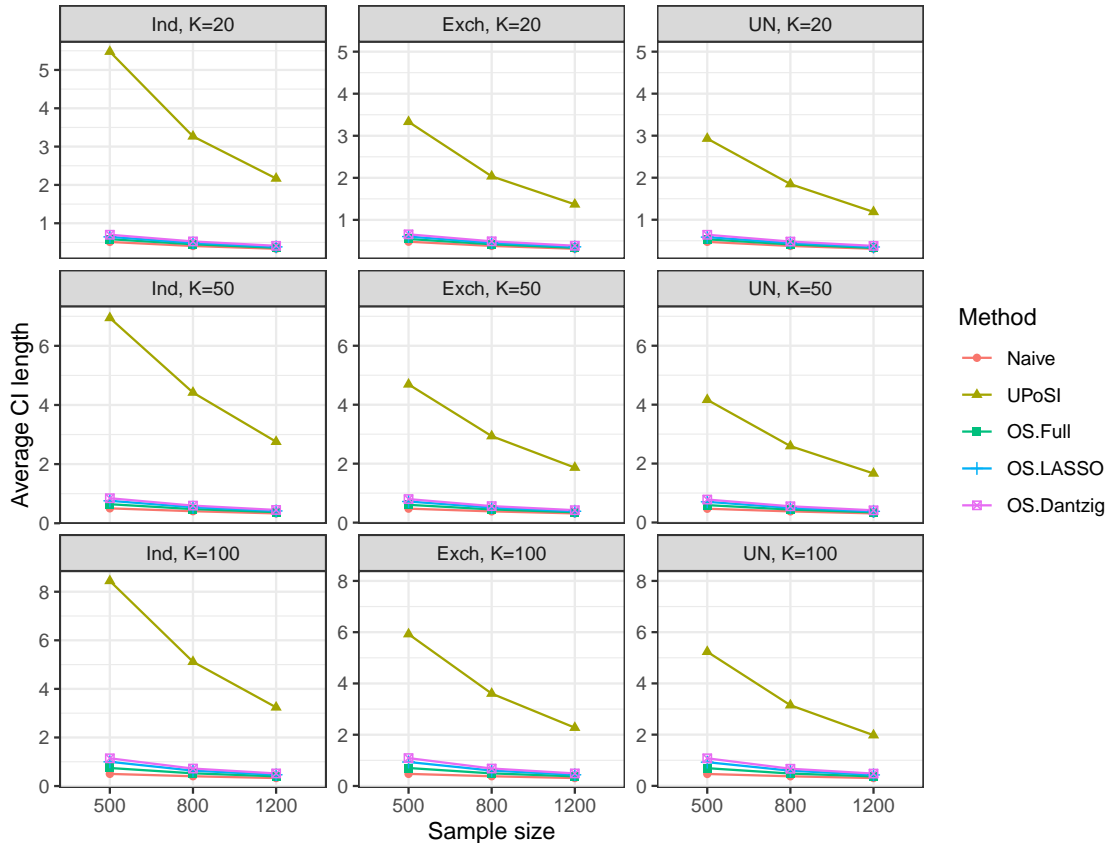 Ind, K=20
Exch, K=20
UN, K=20
5
4
3
2
1
5
4
3
2
1
5
4
3
2
1
Ind, K=50
Exch, K=50
UN, K=50
6
4
2
0
6
4
2
0
6
4
2
0
Ind, K=100
Exch, K=100
UN, K=100
8
6
4
2
0
8
6
4
2
0
8
6
4
2
0
500 800 1200
500 800 1200
500 800 1200
Average CI length
Sample size
Method
Naive
UPoSI
OS.Full
OS.LASSO
OS.Dantzig